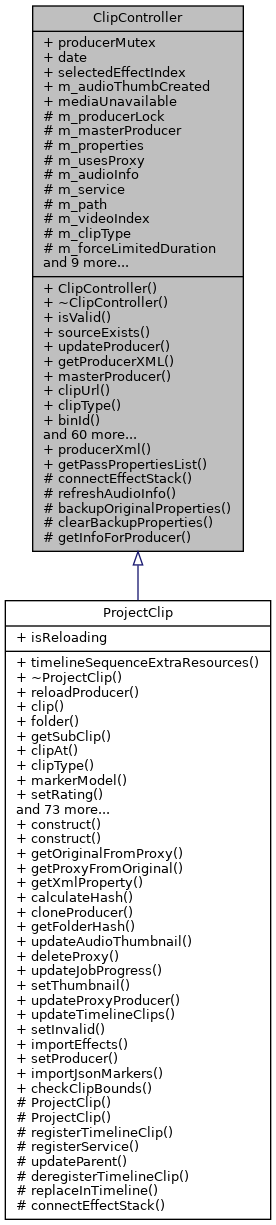 ClipController
+ producerMutex
+ date
+ selectedEffectIndex
+ m_audioThumbCreated
+ mediaUnavailable
# m_producerLock
# m_masterProducer
# m_properties
# m_usesProxy
# m_audioInfo
# m_service
# m_path
# m_videoIndex
# m_clipType
# m_forceLimitedDuration
and 9 more...
+ ClipController()
+ ~ClipController()
+ isValid()
+ sourceExists()
+ updateProducer()
+ getProducerXML()
+ masterProducer()
+ clipUrl()
+ clipType()
+ binId()
and 60 more...
+ producerXml()
+ getPassPropertiesList()
# connectEffectStack()
# refreshAudioInfo()
# backupOriginalProperties()
# clearBackupProperties()
# getInfoForProducer()
ProjectClip
+ isReloading
+ timelineSequenceExtraResources()
+ ~ProjectClip()
+ reloadProducer()
+ clip()
+ folder()
+ getSubClip()
+ clipAt()
+ clipType()
+ markerModel()
+ setRating()
and 73 more...
+ construct()
+ construct()
+ getOriginalFromProxy()
+ getProxyFromOriginal()
+ getXmlProperty()
+ calculateHash()
+ cloneProducer()
+ getFolderHash()
+ updateAudioThumbnail()
+ deleteProxy()
+ updateJobProgress()
+ setThumbnail()
+ updateProxyProducer()
+ updateTimelineClips()
+ setInvalid()
+ importEffects()
+ setProducer()
+ importJsonMarkers()
+ checkClipBounds()
# ProjectClip()
# ProjectClip()
# registerTimelineClip()
# registerService()
# updateParent()
# deregisterTimelineClip()
# replaceInTimeline()
# connectEffectStack()